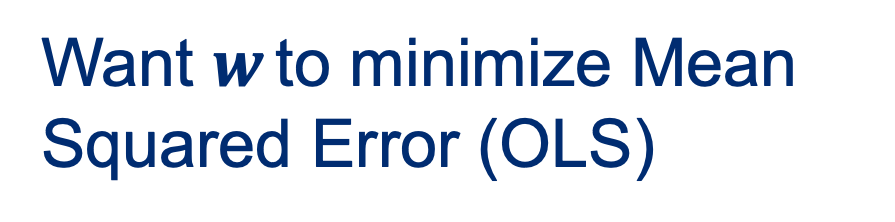 Want w to minimize Mean
Squared Error (OLS)